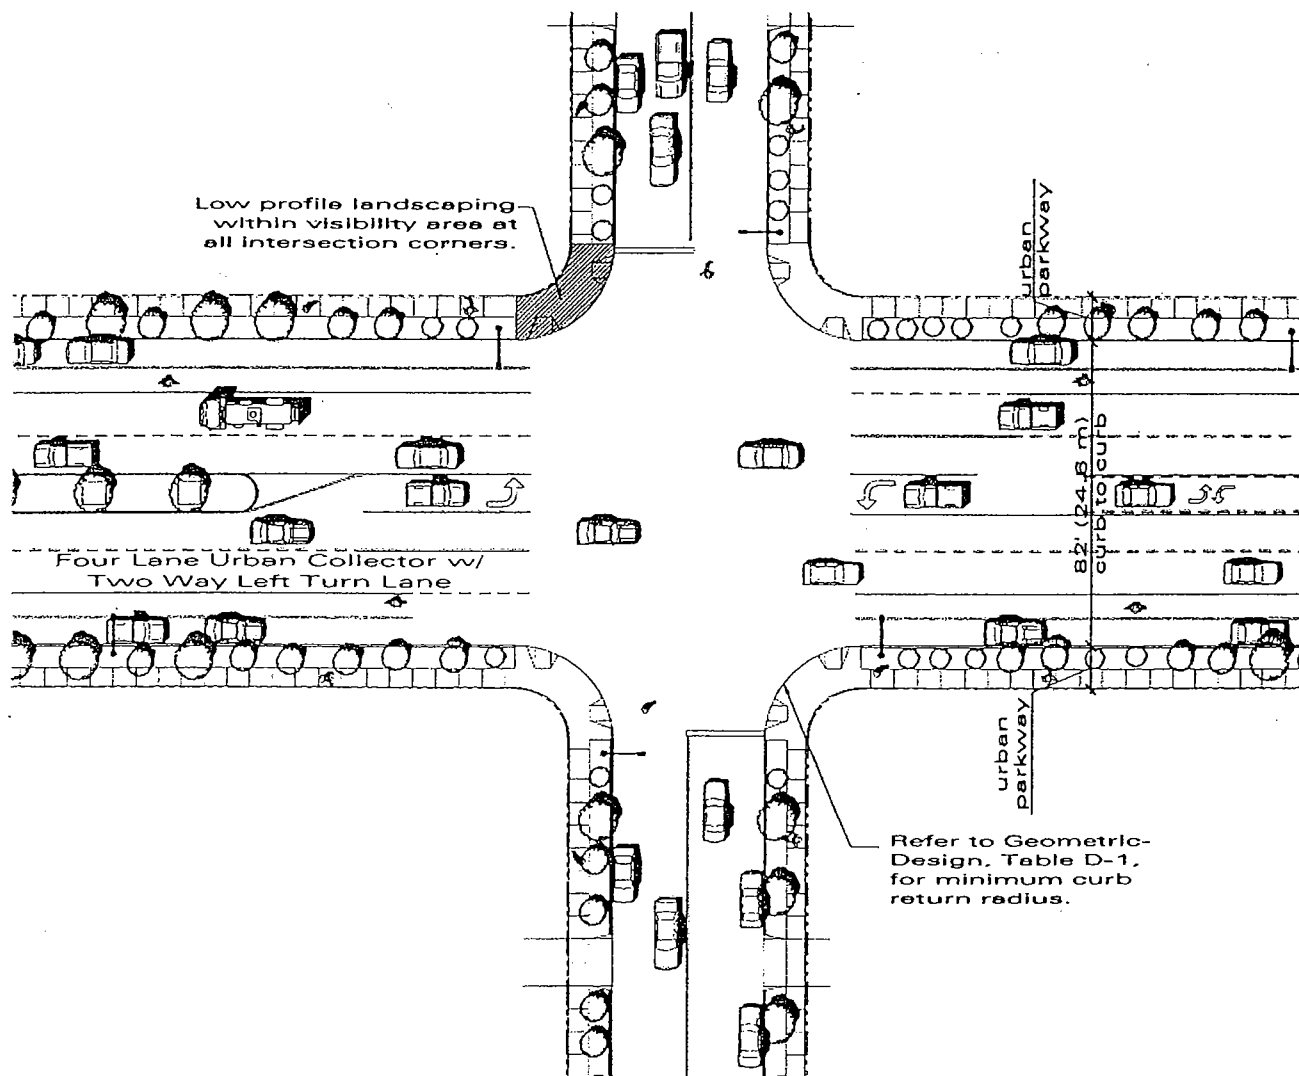 Low profile landscaping
within visibility area at
all intersection corners.
urban
parkway
82' (24.6 m)
curb to curb
Four Lane Urban Collector w/
Two Way Left Turn Lane
urban
parkway
Refer to Geometric-
Design, Table D-1,
for minimum curb
return radius.